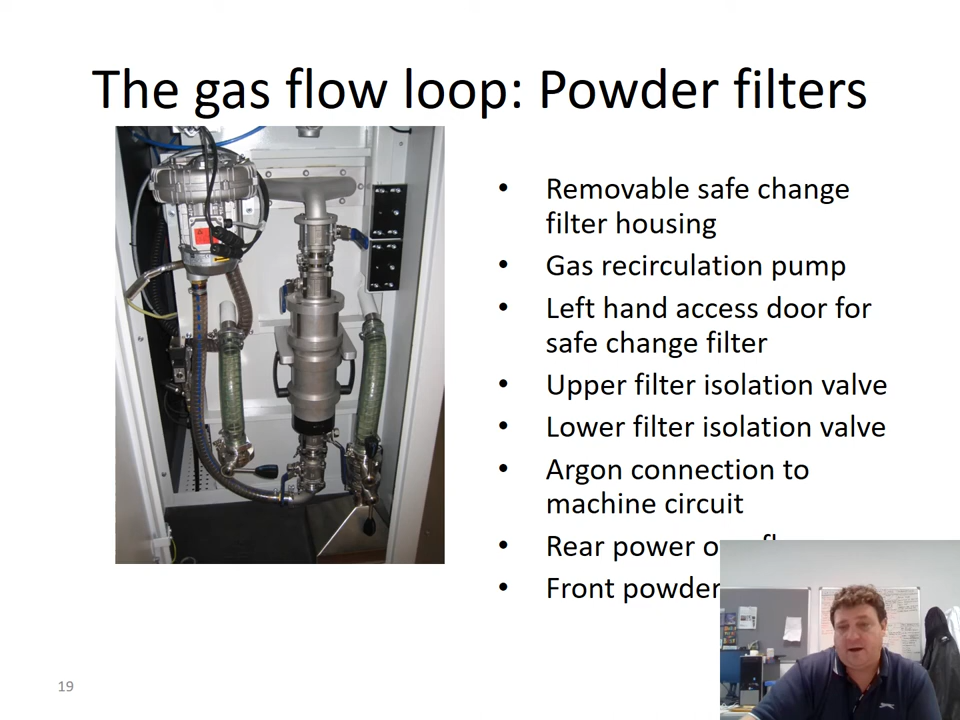 The gas flow loop: Powder filters
• Removable safe change
filter housing
• Gas recirculation pump
• Left hand access door for
safe change filter
• Upper filter isolation valve
• Lower filter isolation valve
• Argon connection to
machine circuit
• Rear power
• Front powder
19